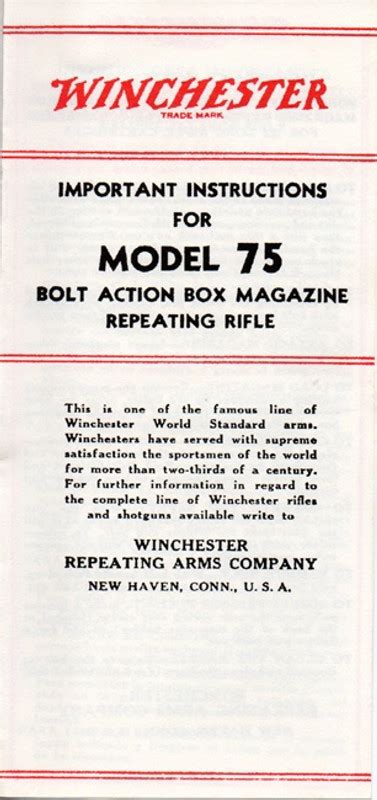 WINCHESTER
TRADE MARK
IMPORTANT INSTRUCTIONS
FOR
MODEL 75
BOLT ACTION BOX MAGAZINE
REPEATING RIFLE
This is one of the famous line of
Winchester World Standard arms.
Winchesters have served with supreme
satisfaction the sportsmen of the world
for more than two-thirds of a century.
For further information in regard to
the complete line of Winchester rifles
and shotguns available write to
WINCHESTER
REPEATING ARMS COMPANY
NEW HAVEN, CONN., U. S. A.